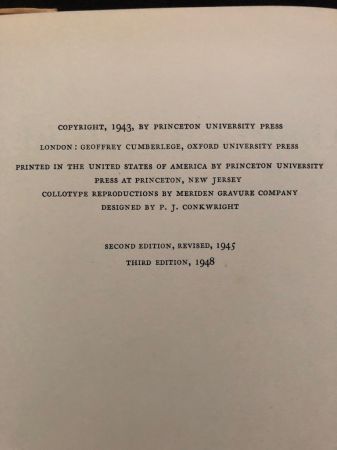 COPYRIGHT, 1943, BY PRINCETON UNIVERSITY PRESS
LONDON: GEOFFREY CUMBERLEGE, OXFORD UNIVERSITY PRESS
PRINTED IN THE UNITED STATES OF AMERICA BY PRINCETON UNIVERSITY
PRESS AT PRINCETON, NEW JERSEY
COLLOTYPE REPRODUCTIONS BY MERIDEN GRAVURE COMPANY
DESIGNED BY P. J. CONKWRIGHT
SECOND EDITION, REVISED, 1945
THIRD EDITION, 1948